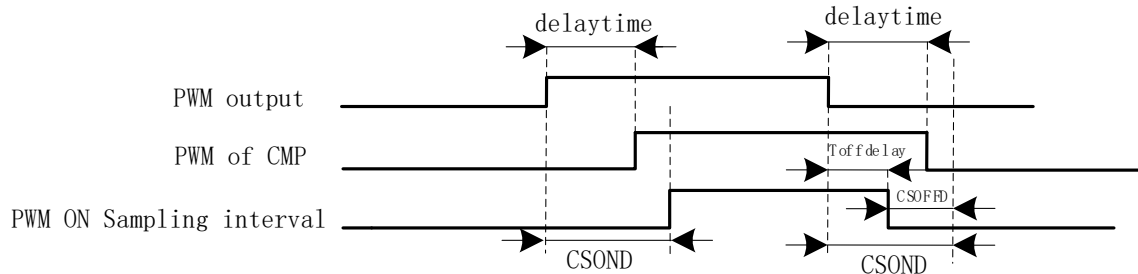 delaytime
delaytime
PWM output
PWM of CMP
Toffdelay
CSOFFD
PWM ON Sampling interval
CSOND
CSOND